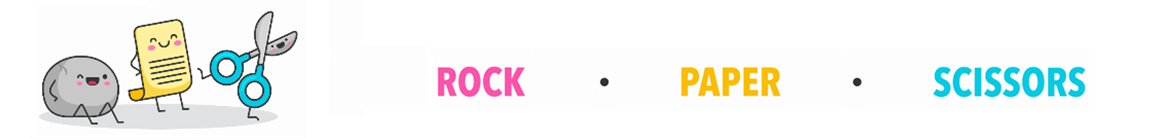 ROCK • PAPER • SCISSORS